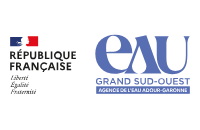 RÉPUBLIQUE
FRANÇAISE
Liberté
Égalité
Fraternité
eau
GRAND SUD-OUEST
AGENCE DE L'EAU ADOUR-GARONNE